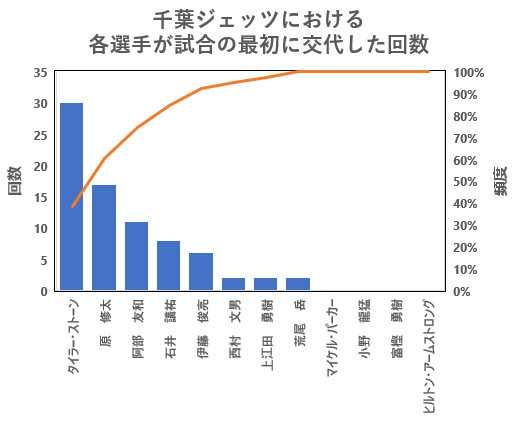 千葉ジェッツにおける
各選手が試合の最初に交代した回数
35
30
25
20
15
10
5
0
回数
100%
90%
80%
70%
60%
50%
40%
30%
20%
10%
0%
頻度
タイラー・ストーン
原　修太
阿部　友和
石井　講祐
伊藤　俊亮
西村　文男
上江田　勇樹
荒尾　岳
マイケル・パーカー
小野　龍猛
富樫　勇樹
ヒルトン・アームストロング